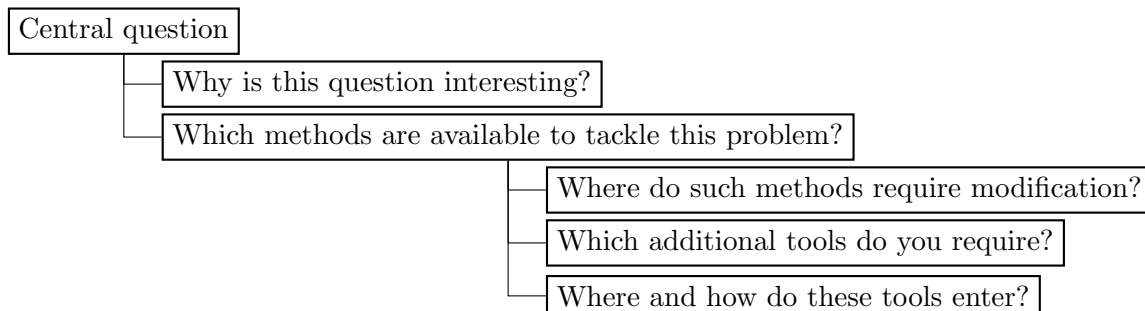 Central question
Why is this question interesting?
Which methods are available to tackle this problem?
Where do such methods require modification?
Which additional tools do you require?
Where and how do these tools enter?